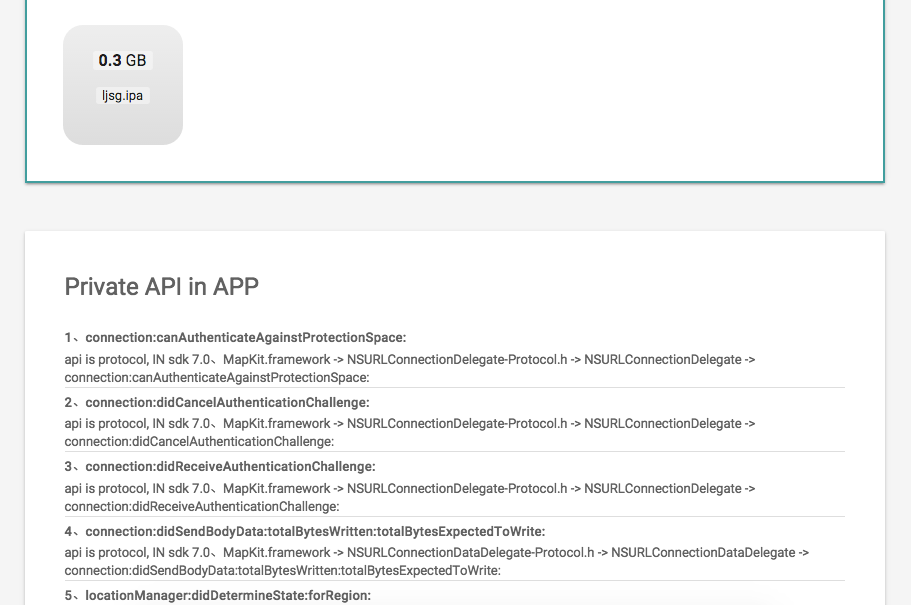 0.3 GB
ljsg.ipa
Private API in APP
1、connection:canAuthenticateAgainstProtectionSpace:
api is protocol, IN sdk 7.0、MapKit.framework -> NSURLConnectionDelegate-Protocol.h -> NSURLConnectionDelegate ->
connection:canAuthenticateAgainstProtectionSpace:
2、connection:didCancelAuthenticationChallenge:
api is protocol, IN sdk 7.0、MapKit.framework -> NSURLConnectionDelegate-Protocol.h -> NSURLConnectionDelegate ->
connection:didCancelAuthenticationChallenge:
3、connection:didReceiveAuthenticationChallenge:
api is protocol, IN sdk 7.0、MapKit.framework -> NSURLConnectionDelegate-Protocol.h -> NSURLConnectionDelegate ->
connection:didReceiveAuthenticationChallenge:
4、connection:didSendBodyData:totalBytesWritten:totalBytesExpectedToWrite:
api is protocol, IN sdk 7.0、MapKit.framework -> NSURLConnectionDataDelegate-Protocol.h -> NSURLConnectionDataDelegate ->
connection:didSendBodyData:totalBytesWritten:totalBytesExpectedToWrite:
5、locationManager:didDetermineState:forRegion: